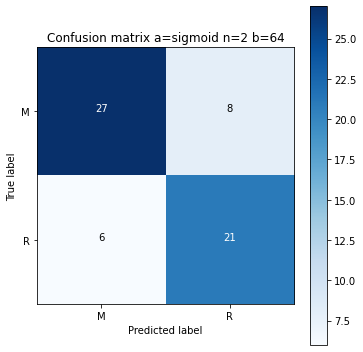 Confusion matrix a=sigmoid n=2 b=64
True label
M
27
8
R
6
21
M
R
Predicted label
25.0
22.5
20.0
17.5
15.0
12.5
10.0
7.5